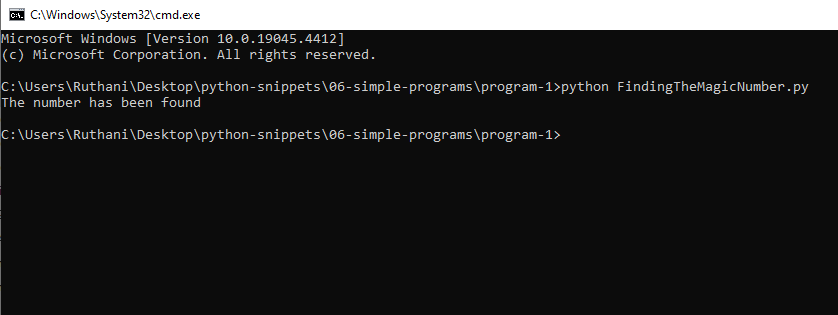 C:\Windows\System32\cmd.exe
Microsoft Windows [Version 10.0.19045.4412]
(c) Microsoft Corporation. All rights reserved.
C:\Users\Ruthani\Desktop\python-snippets\06-simple-programs\program-1>python FindingTheMagicNumber.py
The number has been found
C:\Users\Ruthani\Desktop\python-snippets\06-simple-programs\program-1>